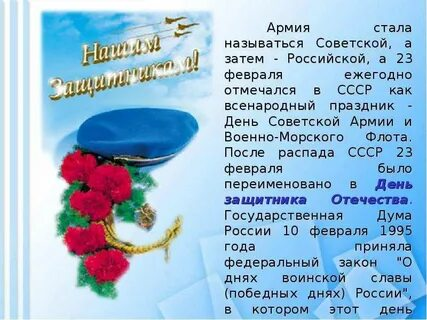 Нашим
Защитникам!
Армия стала
называться Советской, а
затем - Российской, а 23
февраля ежегодно
отмечался в СССР как
всенародный праздник -
День Советской Армии и
Военно-Морского Флота.
После распада СССР 23
февраля было
переименовано в День
защитника Отечества.
Государственная Дума
России 10 февраля 1995
года приняла
федеральный закон "О
днях воинской славы
(победных днях) России",
в котором этот день